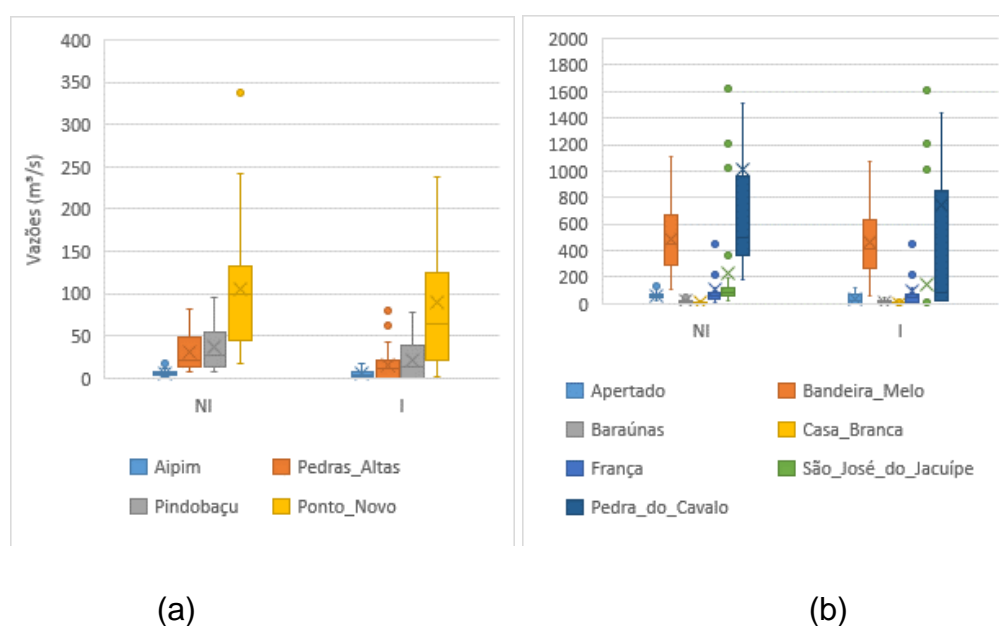 400
350
300
250
200
150
100
50
0
Vazões (m³/s)
NI I
Aipim Pedras_Altas
Pindobaçu Ponto_Novo
(a)
2000
1800
1600
1400
1200
1000
800
600
400
200
0
NI I
Apertado Bandeira_Melo
Baraúnas Casa_Branca
França São_José_do_Jacuípe
Pedra_do_Cavalo
(b)